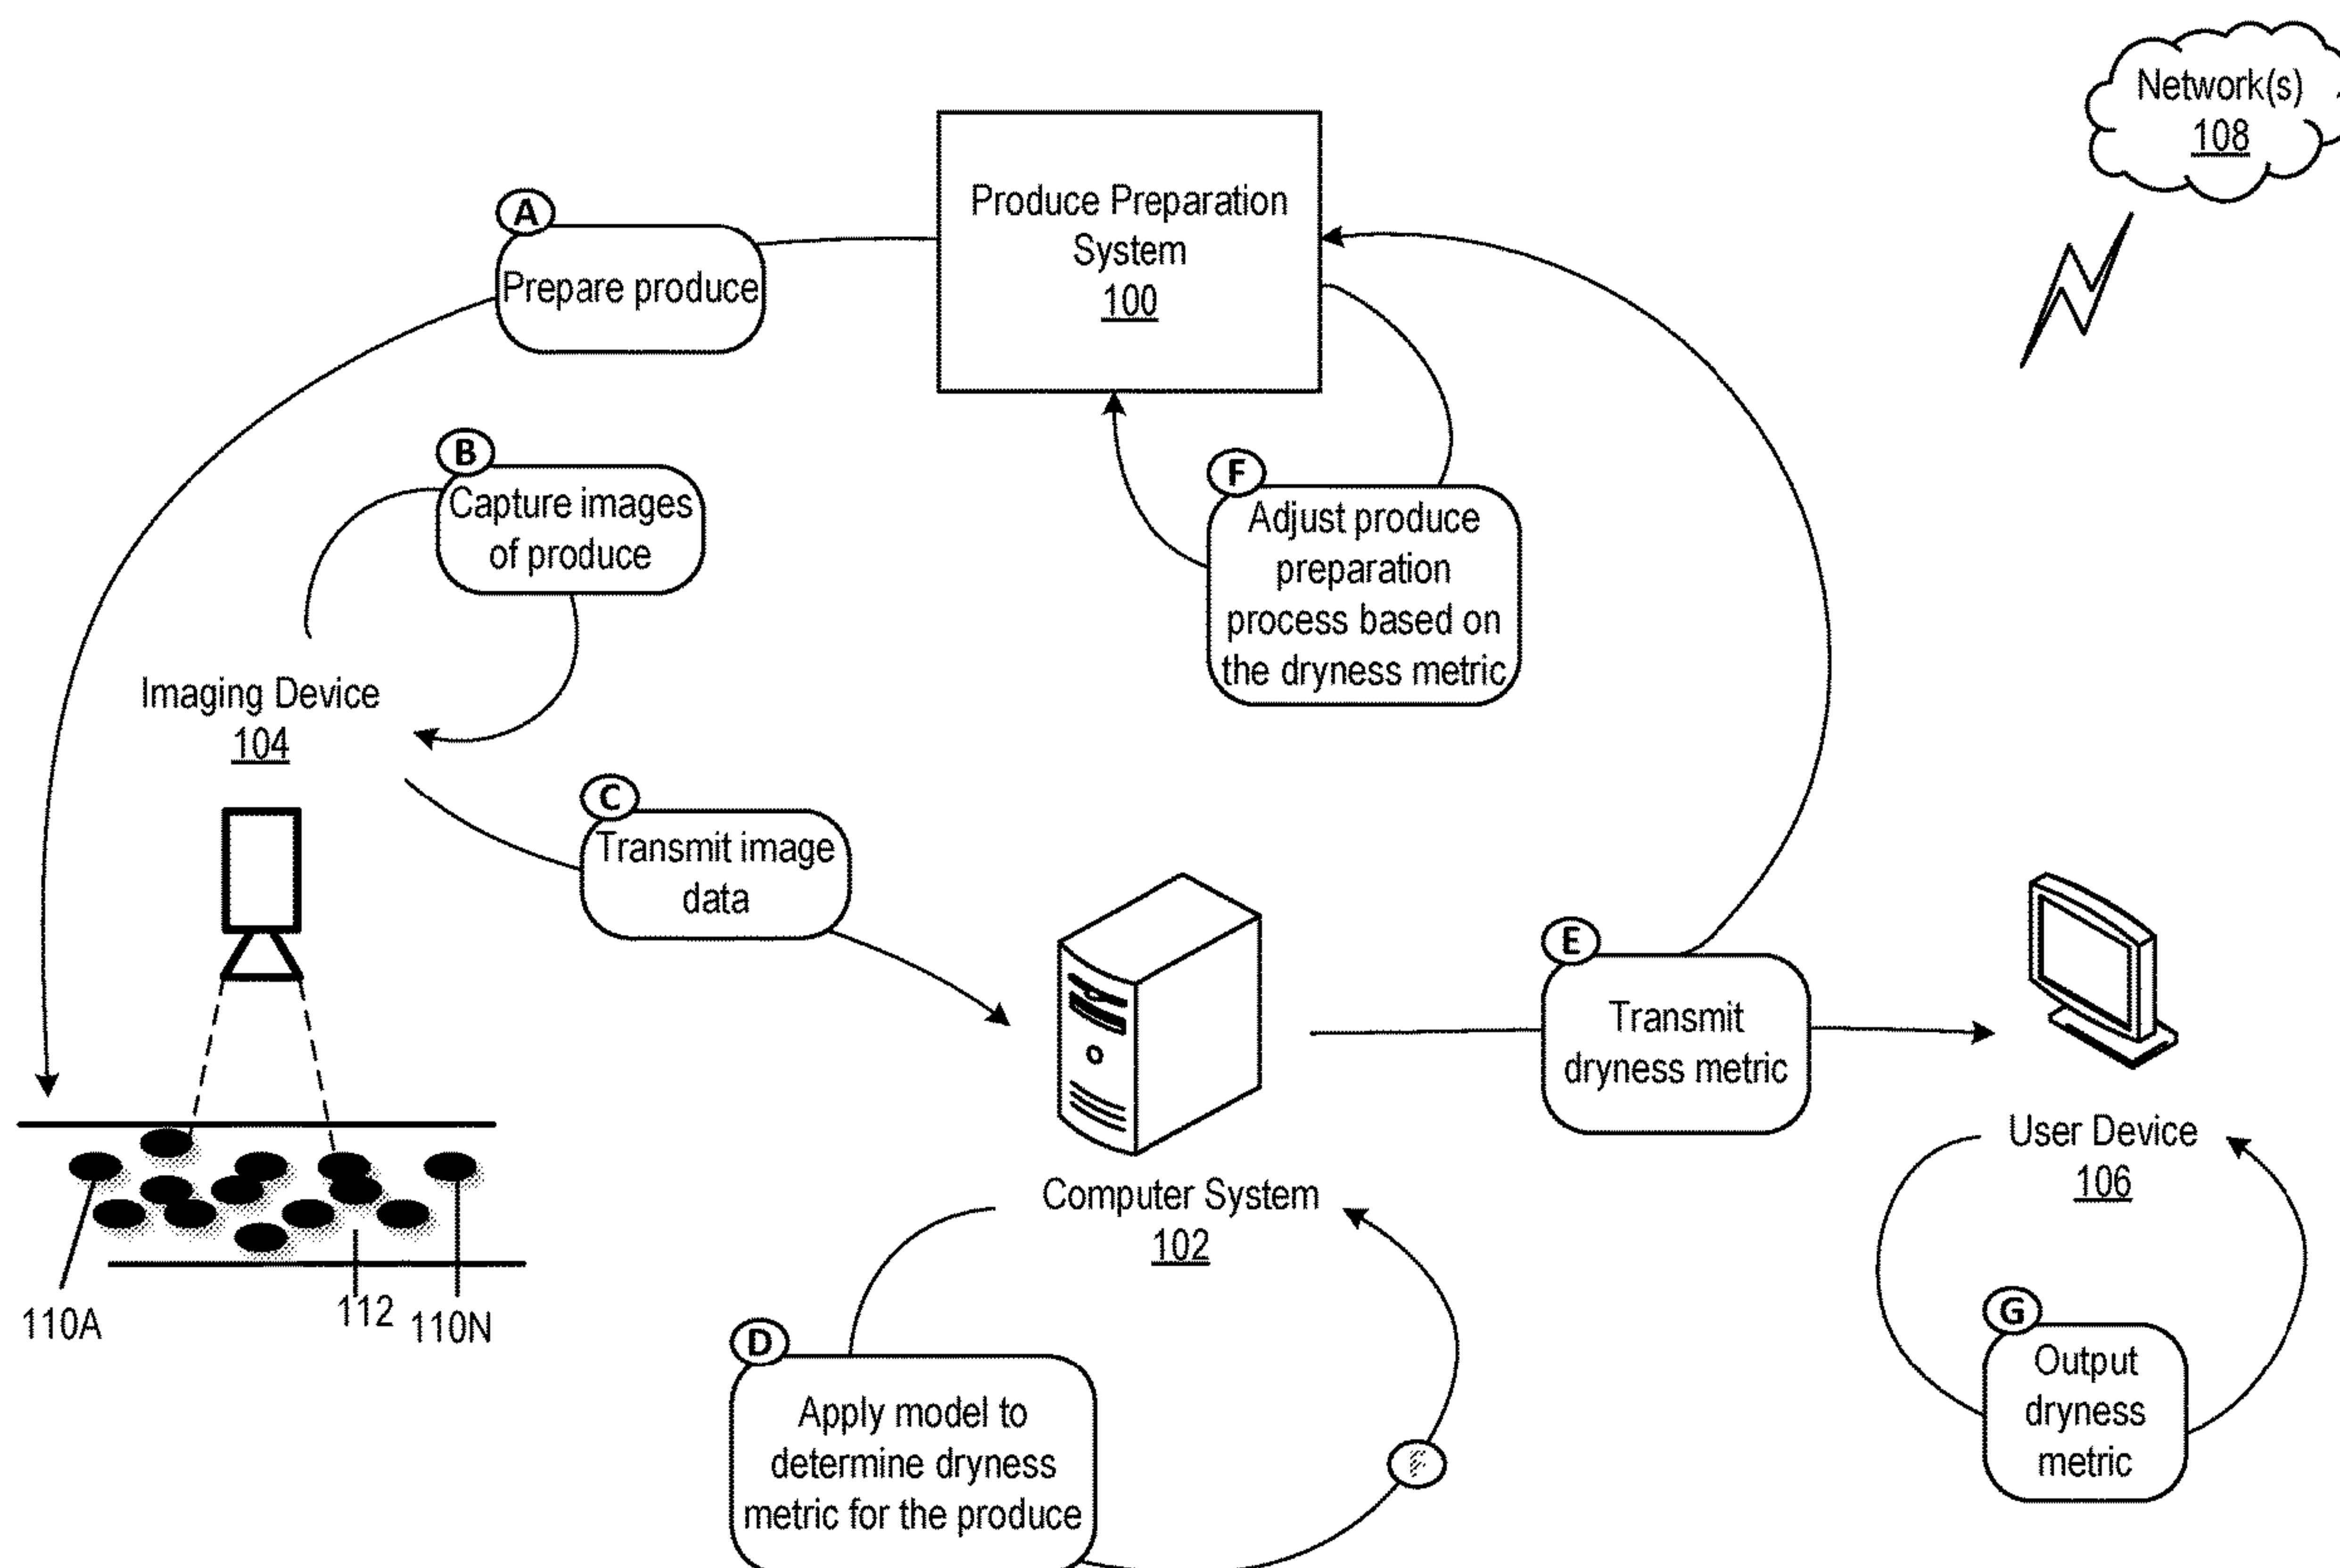 Network(s)
108
Produce Preparation
System
100
A
Prepare produce
B
Capture images
of produce
F
Adjust produce
preparation
process based on
the dryness metric
Imaging Device
104
C
Transmit image
data
E
Transmit
dryness metric
User Device
106
Computer System
102
110A
112
110N
D
Apply model to
determine dryness
metric for the produce
G
Output
dryness
metric